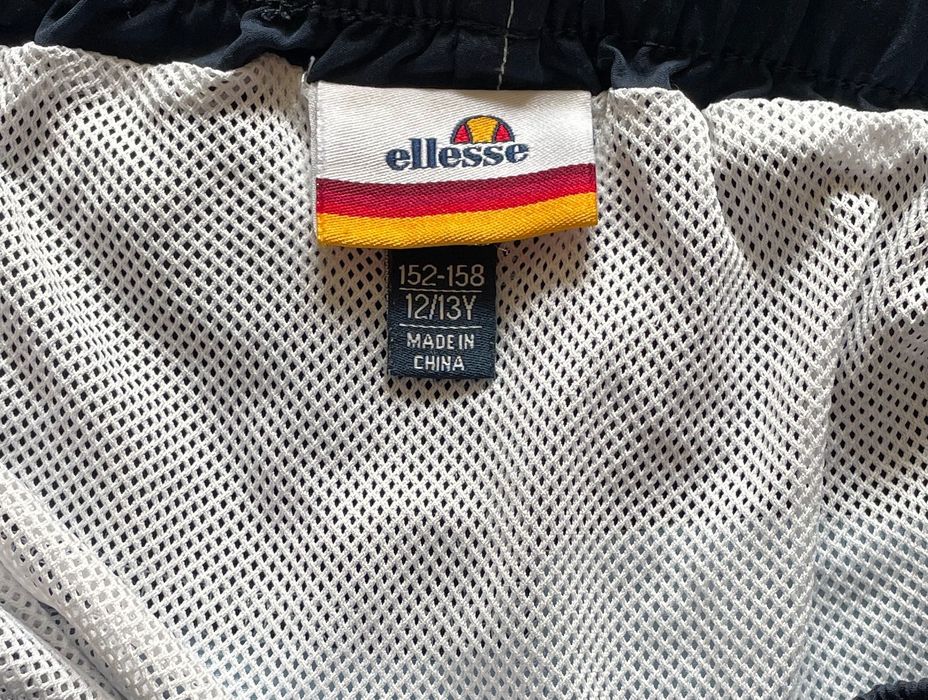 ellesse
152-158
12/13Y
MADE IN
CHINA